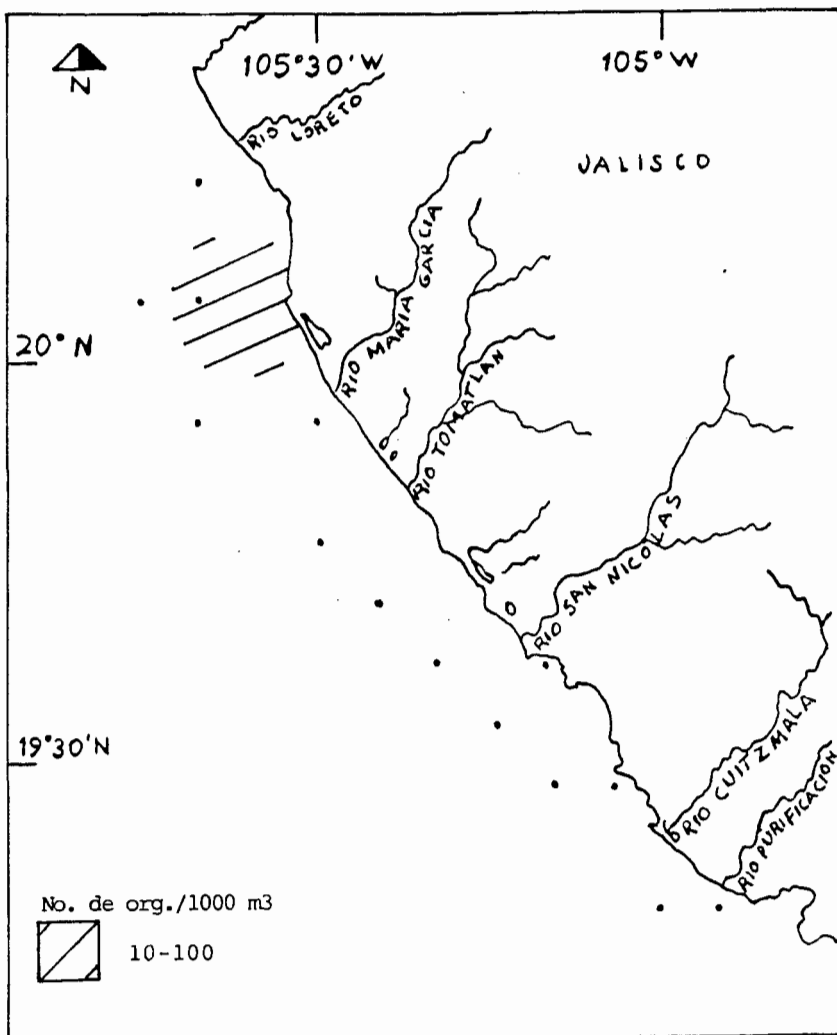 N
105°30'W
105°W
RIO LORETO
JALISCO
RIO MARIA GARCIA
20°N
RIO TOMATLAN
RIO SAN NICOLAS
19°30'N
RIO CUITZMALA
RIO PURIFICACION
No. de org./1000 m3
10-100